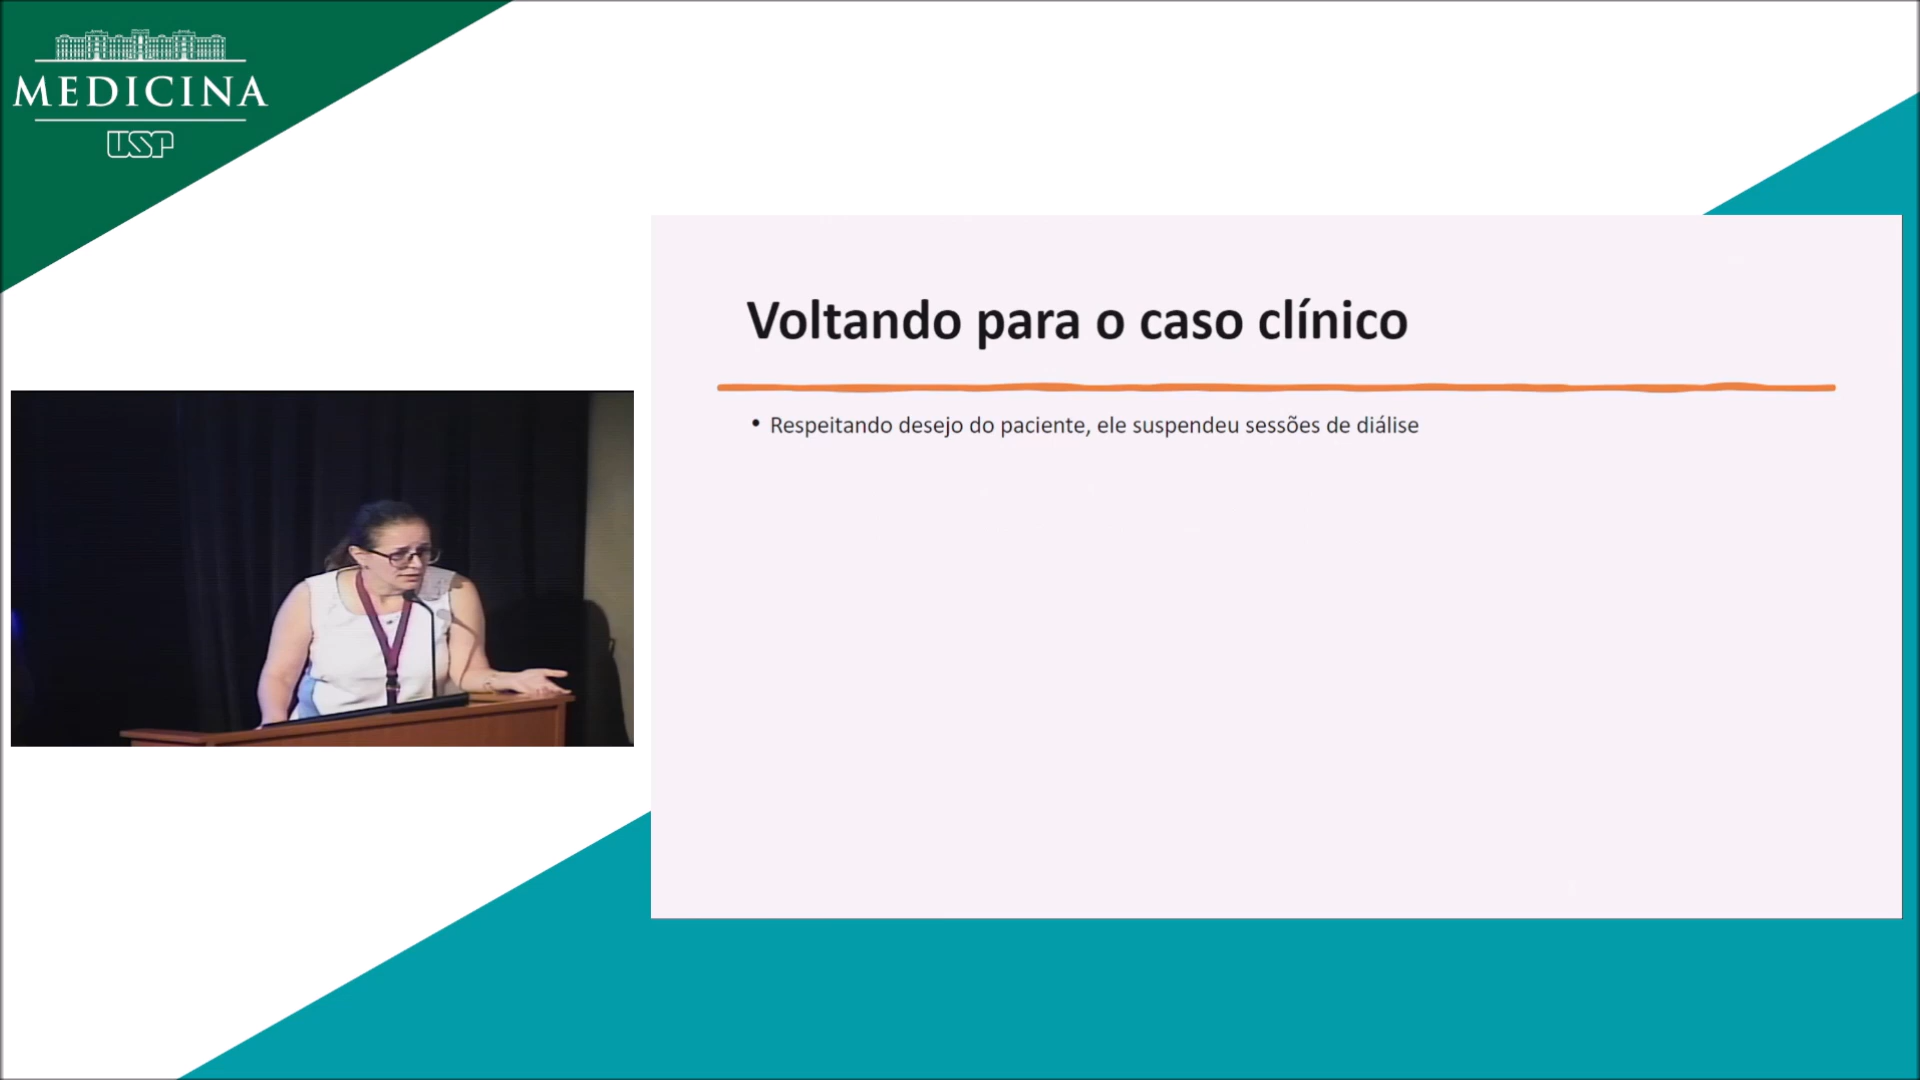 MEDICINA
USP
Voltando para o caso clínico
• Respeitando desejo do paciente, ele suspendeu sessões de diálise